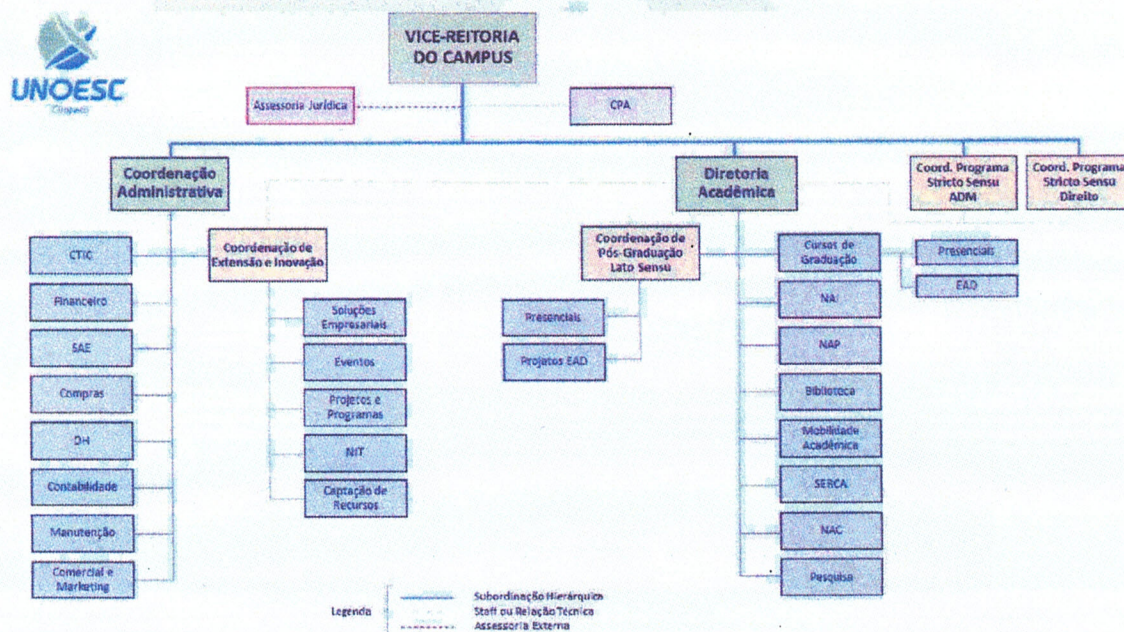 VICE-REITORIA
DO CAMPUS
UNOESC
Chapecó
Assessoria Jurídica
CPA
Coordenação
Administrativa
Diretoria
Acadêmica
Coord. Programa
Stricto Sensu
ADM
Coord. Programa
Stricto Sensu
Direito
CTIC
Coordenação de
Extensão e Inovação
Coordenação de
Pós-Graduação
Lato Sensu
Cursos de
Graduação
Presenciais
EAD
Financeiro
SAE
Compras
DH
Contabilidade
Manutenção
Comercial e
Marketing
Soluções
Empresariais
Eventos
Projetos e
Programas
NIT
Captação de
Recursos
Presenciais
Projetos EAD
NAP
Biblioteca
Mobilidade
Acadêmica
SERCA
NAC
Pesquisa
Legenda
Subordinação Hierárquica
Staff ou Relação Técnica
Assessoria Externa